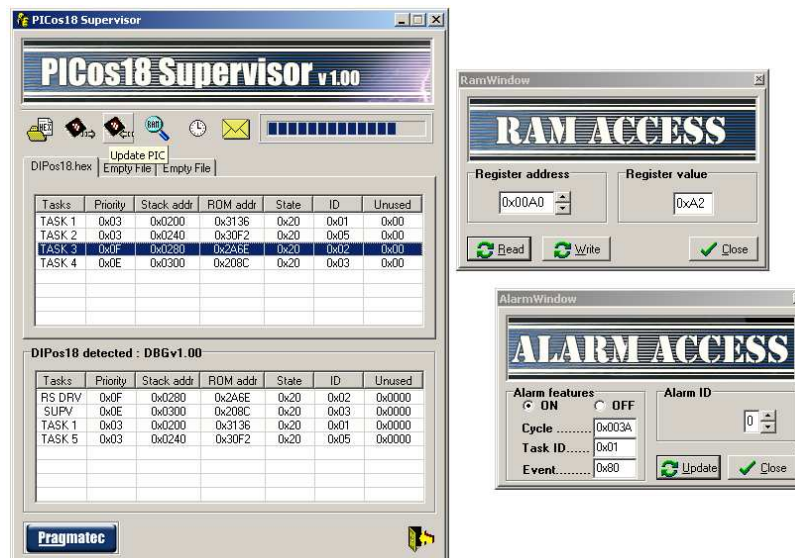 PICos18 Supervisor
PICos18 Supervisor v 1.00
HEX
RAM
Update PIC
DIPos18.hex Empty File Empty File
Tasks Priority Stack addr ROM addr State ID Unused
TASK 1 0x03 0x0200 0x3136 0x20 0x01 0x00
TASK 2 0x03 0x0240 0x30F2 0x20 0x05 0x00
TASK 3 0x0F 0x0280 0x2A6E 0x20 0x02 0x00
TASK 4 0x0E 0x0300 0x208C 0x20 0x03 0x00
DIPos18 detected : DBGv1.00
Tasks Priority Stack addr ROM addr State ID Unused
RS DRV 0x0F 0x0280 0x2A6E 0x20 0x02 0x0000
SUPV 0x0E 0x0300 0x208C 0x20 0x03 0x0000
TASK 1 0x03 0x0200 0x3136 0x20 0x01 0x0000
TASK 5 0x03 0x0240 0x30F2 0x20 0x05 0x0000
Pragmatec
RamWindow
RAM ACCESS
Register address Register value
0x00A0 0xA2
Read Write Close
AlarmWindow
ALARM ACCESS
Alarm features Alarm ID
ON OFF
Cycle ......... 0x003A 0
Task ID...... 0x01
Event......... 0x80 Update Close